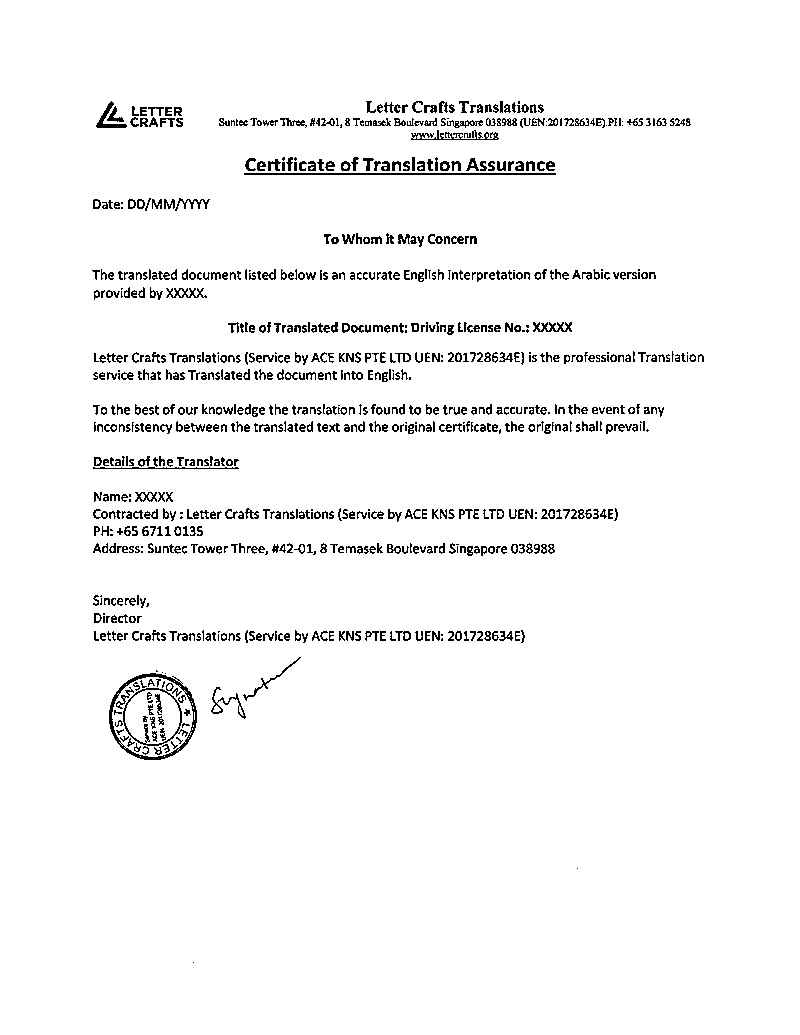 LETTER
CRAFTS
Letter Crafts Translations
Suntec Tower Three, #42-01, 8 Temasek Boulevard Singapore 038988 (UEN:201728634E).PH: +65 3163 5248
www.lettercrafts.org
Certificate of Translation Assurance
Date: DD/MM/YYYY
To Whom It May Concern
The translated document listed below is an accurate English Interpretation of the Arabic version
provided by XXXXX.
Title of Translated Document: Driving License No.: XXXXX
Letter Crafts Translations (Service by ACE KNS PTE LTD UEN: 201728634E) is the professional Translation
service that has Translated the document into English.
To the best of our knowledge the translation is found to be true and accurate. In the event of any
inconsistency between the translated text and the original certificate, the original shall prevail.
Details of the Translator
Name: XXXXX
Contracted by : Letter Crafts Translations (Service by ACE KNS PTE LTD UEN: 201728634E)
PH: +65 6711 0135
Address: Suntec Tower Three, #42-01, 8 Temasek Boulevard Singapore 038988
Sincerely,
Director
Letter Crafts Translations (Service by ACE KNS PTE LTD UEN: 201728634E)
LETTER CRAFTS TRANSLATIONS ★
Service by
ACE KNS PTE LTD
UEN: 201728634E
Signature